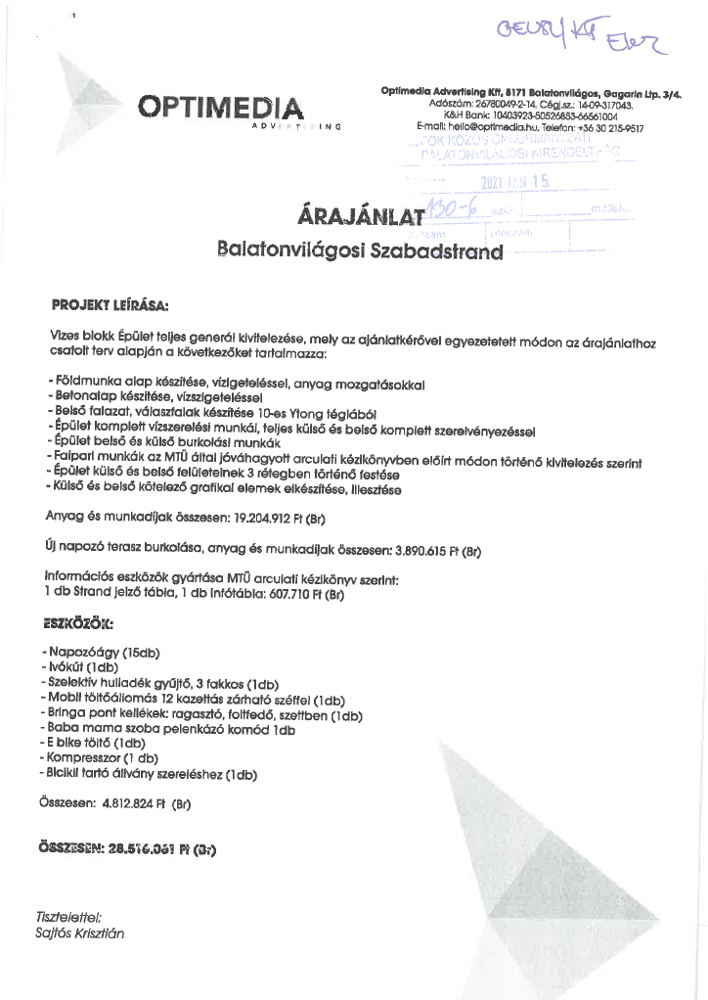 OPTIMEDIA
ADVERTISING
Optimedia Advertising Kft, 8171 Balatonvilágos, Gagarin Ltp. 3/4.
Adószám: 26780049-2-14. Cégj.sz.: 14-09-317043.
K&H Bank: 10403923-50526853-66561004
E-mail: hello@optimedia.hu, Telefon: +36 30 215-9517
KÖZÖS ÖNKORMÁNYZATI
BALATONVILÁGOSI KIRENDELTSÉG
2021 JAN 15.
130-6
ÁRAJÁNLAT
Balatonvilágosi Szabadstrand
PROJEKT LEÍRÁSA:
Vizes blokk Épület teljes generál kivitelezése, mely az ajánlatkérővel egyezetetett módon az árajánlathoz
csatolt terv alapján a következőket tartalmazza:
- Földmunka alap készítése, vízigeteléssel, anyag mozgatásokkal
- Betonalap készítése, vízszigeteléssel
- Belső falazat, választalak készítése 10-es Ytong téglából
- Épület komplett vízszerelési munkái, teljes külső és belső komplett szerelvényezéssel
- Épület belső és külső burkolási munkák
- Faipari munkák az MTÜ által jóváhagyott arculati kézikönyvben előírt módon történő kivitelezés szerint
- Épület külső és belső felületeinek 3 rétegben történő festése
- Külső és belső kötelező grafikai elemek elkészítése, illesztése
Anyag és munkadíjak összesen: 19.204.912 Ft (Br)
Új napozó terasz burkolása, anyag és munkadíjak összesen: 3.890.615 Ft (Br)
Információs eszközök gyártása MTÜ arculati kézikönyv szerint:
1 db Strand jelző tábla, 1 db Infótábla: 607.710 Ft (Br)
ESZKÖZÖK:
- Napozóágy (15db)
- Ivókút (1db)
- Szelektív hulladék gyűjtő, 3 fakkos (1db)
- Mobil töltőállomás 12 kazettás zárható széffel (1db)
- Bringa pont kellékek: ragasztó, foltfedő, szettben (1db)
- Baba mama szoba pelenkázó komód 1db
- E bike töltő (1db)
- Kompresszor (1 db)
- Bicikli tartó állvány szereléshez (1db)
Összesen: 4.812.824 Ft (Br)
ÖSSZESEN: 28.516.061 Ft (Br)
Tisztelettel:
Sajtós Krisztián